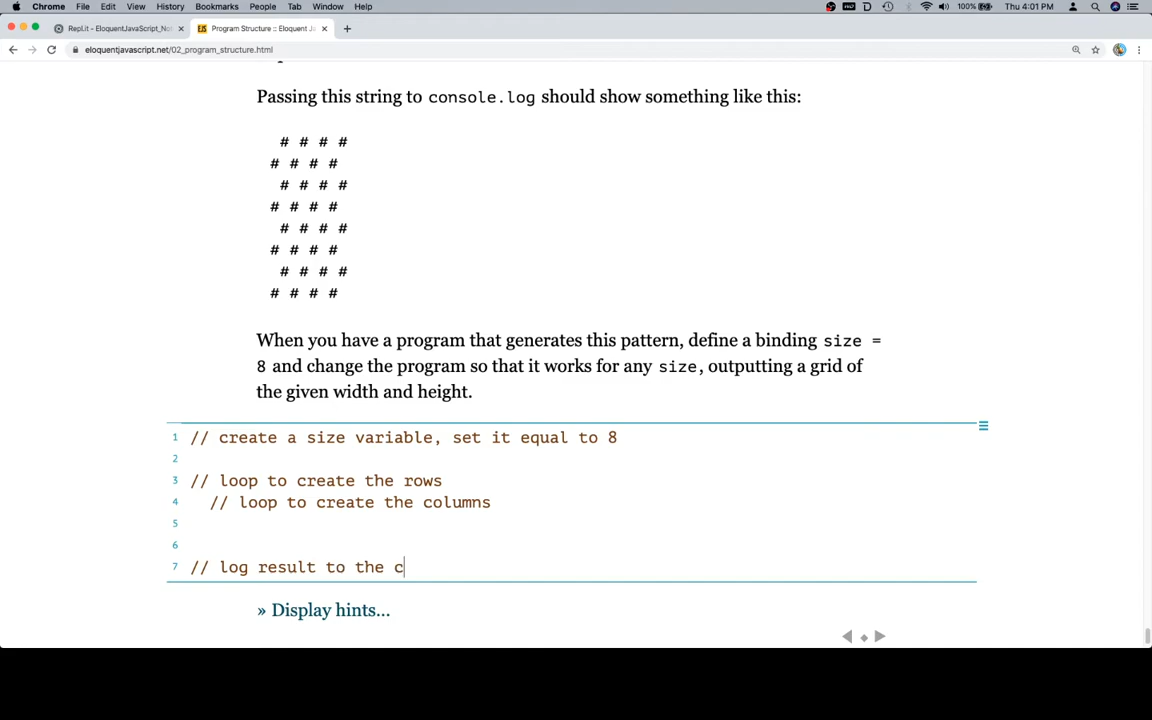 Chrome File Edit View History Bookmarks People Tab Window Help 100% Thu 4:01 PM
Repl.it - EloquentJavaScript_No × Program Structure :: Eloquent Ja × +
eloquentjavascript.net/02_program_structure.html
Passing this string to console.log should show something like this:
 # # # #
# # # #
 # # # #
# # # #
 # # # #
# # # #
 # # # #
# # # #
When you have a program that generates this pattern, define a binding size =
8 and change the program so that it works for any size, outputting a grid of
the given width and height.
1 // create a size variable, set it equal to 8
2
3 // loop to create the rows
4 // loop to create the columns
5
6
7 // log result to the c
» Display hints...